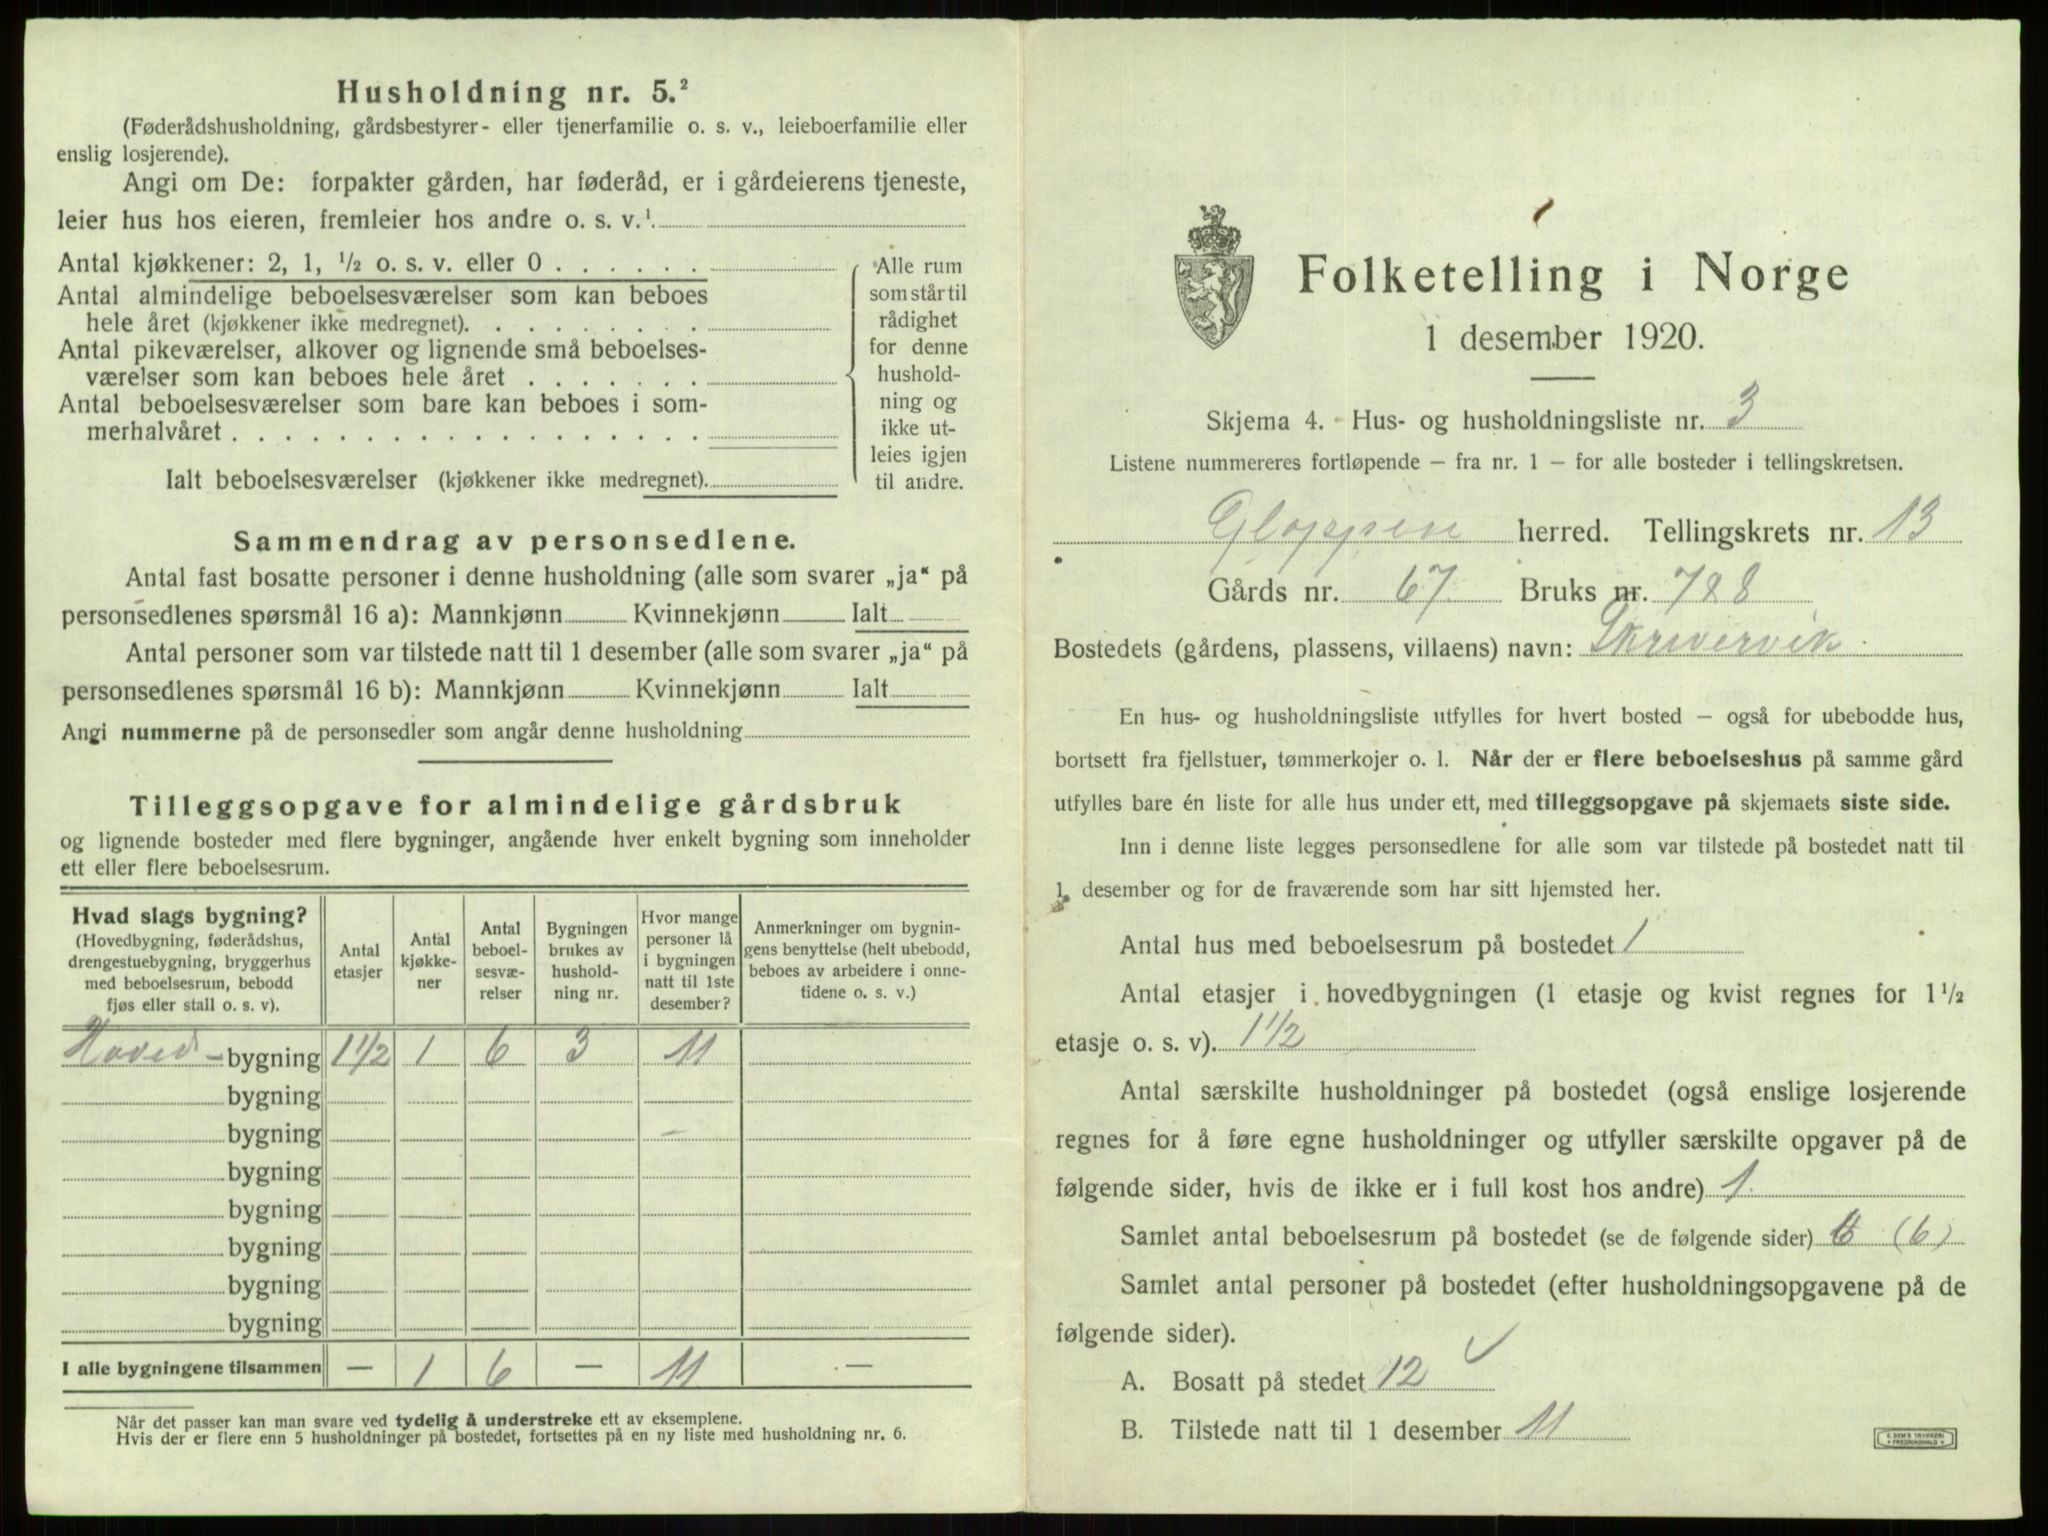 Husholdning nr. 5.²
(Føderådshusholdning, gårdsbestyrer- eller tjenerfamilie o. s. v., leieboerfamilie eller
enslig losjerende).
Angi om De: forpakter gården, har føderåd, er i gårdeierens tjeneste,
leier hus hos eieren, fremleier hos andre o. s. v.¹
Antal kjøkkener: 2, 1, ½ o. s. v. eller 0 . . . . . .
Antal almindelige beboelsesværelser som kan beboes
hele året (kjøkkener ikke medregnet). . . . . . . . .
Antal pikeværelser, alkover og lignende små beboelses-
værelser som kan beboes hele året . . . . . . .
Antal beboelsesværelser som bare kan beboes i som-
merhalvåret . . . . . . . . . . . . . . . . . .
Ialt beboelsesværelser (kjøkkener ikke medregnet).
Alle rum
som står til
rådighet
for denne
hushold-
ning og
ikke ut-
leies igjen
til andre.
Sammendrag av personsedlene.
Antal fast bosatte personer i denne husholdning (alle som svarer „ja“ på
personsedlenes spørsmål 16 a): Mannkjønn Kvinnekjønn Ialt
Antal personer som var tilstede natt til 1 desember (alle som svarer „ja“ på
personsedlenes spørsmål 16 b): Mannkjønn Kvinnekjønn Ialt
Angi nummerne på de personsedler som angår denne husholdning
Tilleggsopgave for almindelige gårdsbruk
og lignende bosteder med flere bygninger, angående hver enkelt bygning som inneholder
ett eller flere beboelsesrum.
Hvad slags bygning?
(Hovedbygning, føderådshus,
drengestuebygning, bryggerhus
med beboelsesrum, bebodd
fjøs eller stall o. s. v).
Antal
etasjer
Antal
kjøkke-
ner
Antal
beboel-
sesvæ-
relser
Bygningen
brukes av
hushold-
ning nr.
Hvor mange
personer lå
i bygningen
natt til 1ste
desember?
Anmerkninger om bygnin-
gens benyttelse (helt ubebodd,
beboes av arbeidere i onne-
tidene o. s. v.)
Hoved-bygning 1½ 1 6 3 11
bygning
bygning
bygning
bygning
bygning
bygning
bygning
I alle bygningene tilsammen — 1 6 — 11 —
Når det passer kan man svare ved tydelig å understreke ett av eksemplene.
Hvis der er flere enn 5 husholdninger på bostedet, fortsettes på en ny liste med husholdning nr. 6.
Folketelling i Norge
1 desember 1920.
Skjema 4. Hus- og husholdningsliste nr. 3
Listene nummereres fortløpende – fra nr. 1 – for alle bosteder i tellingskretsen.
Gloppen herred. Tellingskrets nr. 13
Gårds nr. 67. Bruks nr. 7&8
Bostedets (gårdens, plassens, villaens) navn: Skrivervik.
En hus- og husholdningsliste utfylles for hvert bosted – også for ubebodde hus,
bortsett fra fjellstuer, tømmerkojer o. l. Når der er flere beboelseshus på samme gård
utfylles bare én liste for alle hus under ett, med tilleggsopgave på skjemaets siste side.
Inn i denne liste legges personsedlene for alle som var tilstede på bostedet natt til
1. desember og for de fraværende som har sitt hjemsted her.
Antal hus med beboelsesrum på bostedet 1
Antal etasjer i hovedbygningen (1 etasje og kvist regnes for 1½
etasje o. s. v). 1½
Antal særskilte husholdninger på bostedet (også enslige losjerende
regnes for å føre egne husholdninger og utfyller særskilte opgaver på de
følgende sider, hvis de ikke er i full kost hos andre) 1.
Samlet antal beboelsesrum på bostedet (se de følgende sider) 6 (6)
Samlet antal personer på bostedet (efter husholdningsopgavene på de
følgende sider).
A. Bosatt på stedet 12
B. Tilstede natt til 1 desember 11